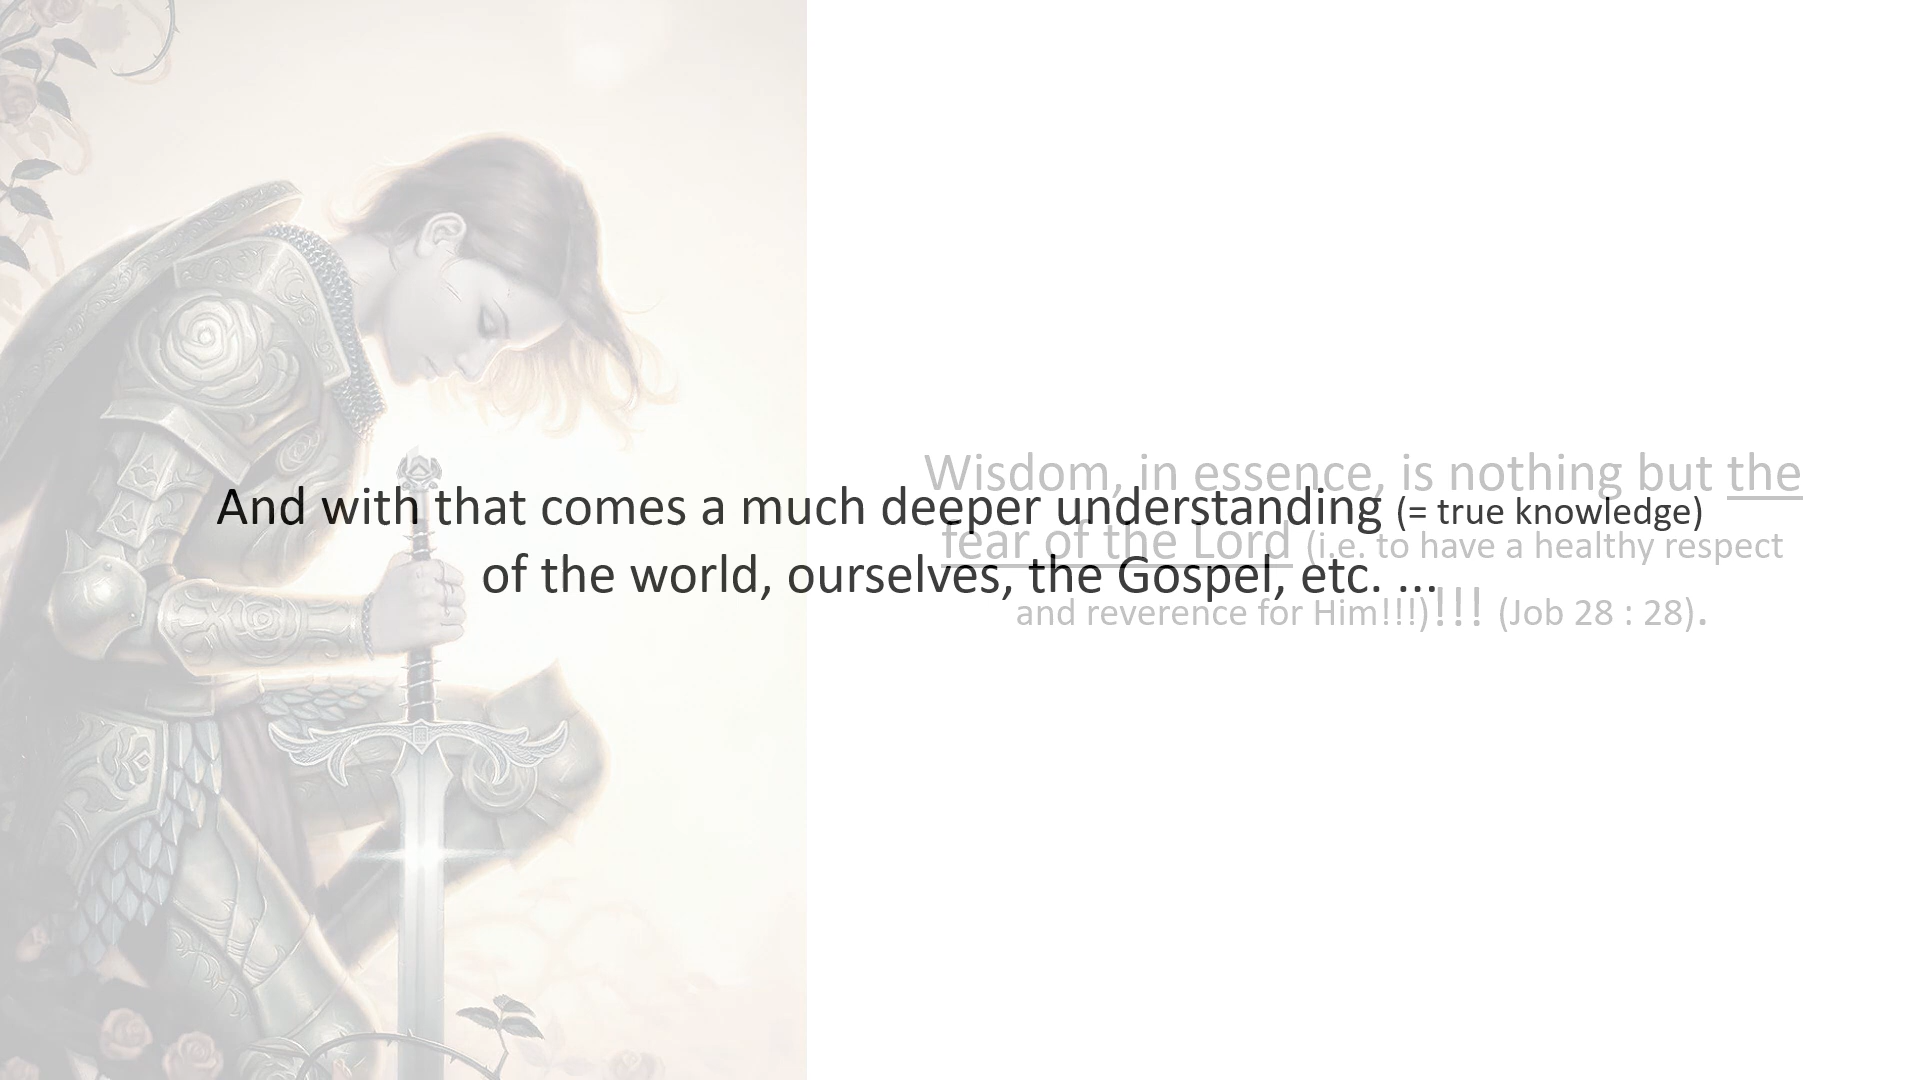 Wisdom, in essence, is nothing but the
fear of the Lord (i.e. to have a healthy respect
and reverence for Him!!!)!!! (Job 28 : 28).
And with that comes a much deeper understanding (= true knowledge)
of the world, ourselves, the Gospel, etc. ...